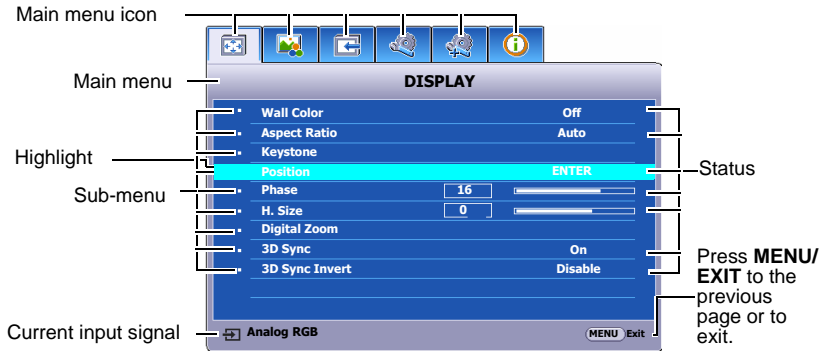 Main menu icon
Main menu
DISPLAY
Wall Color Off
Aspect Ratio Auto
Keystone
Highlight
Position ENTER
Status
Sub-menu
Phase 16
H. Size 0
Digital Zoom
3D Sync On
3D Sync Invert Disable
Press MENU/
EXIT to the
previous
page or to
exit.
Current input signal
Analog RGB
MENU Exit